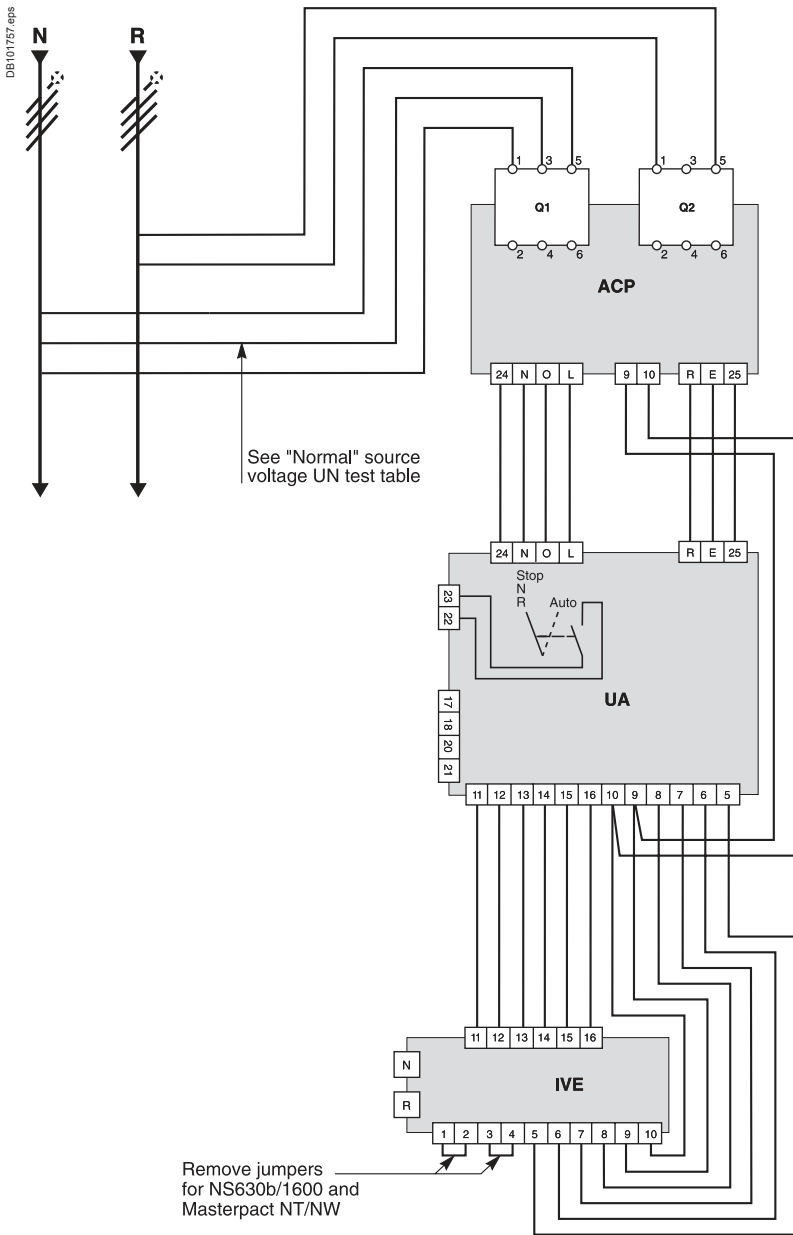 DB101757.eps
N R
1 3 5 1 3 5
Q1 Q2
2 4 6 2 4 6
ACP
24 N O L 9 10 R E 25
See "Normal" source
voltage UN test table
24 N O L R E 25
Stop
N
R Auto
23
22
UA
17
18
20
21
11 12 13 14 15 16 10 9 8 7 6 5
11 12 13 14 15 16
N
IVE
R
1 2 3 4 5 6 7 8 9 10
Remove jumpers
for NS630b/1600 and
Masterpact NT/NW